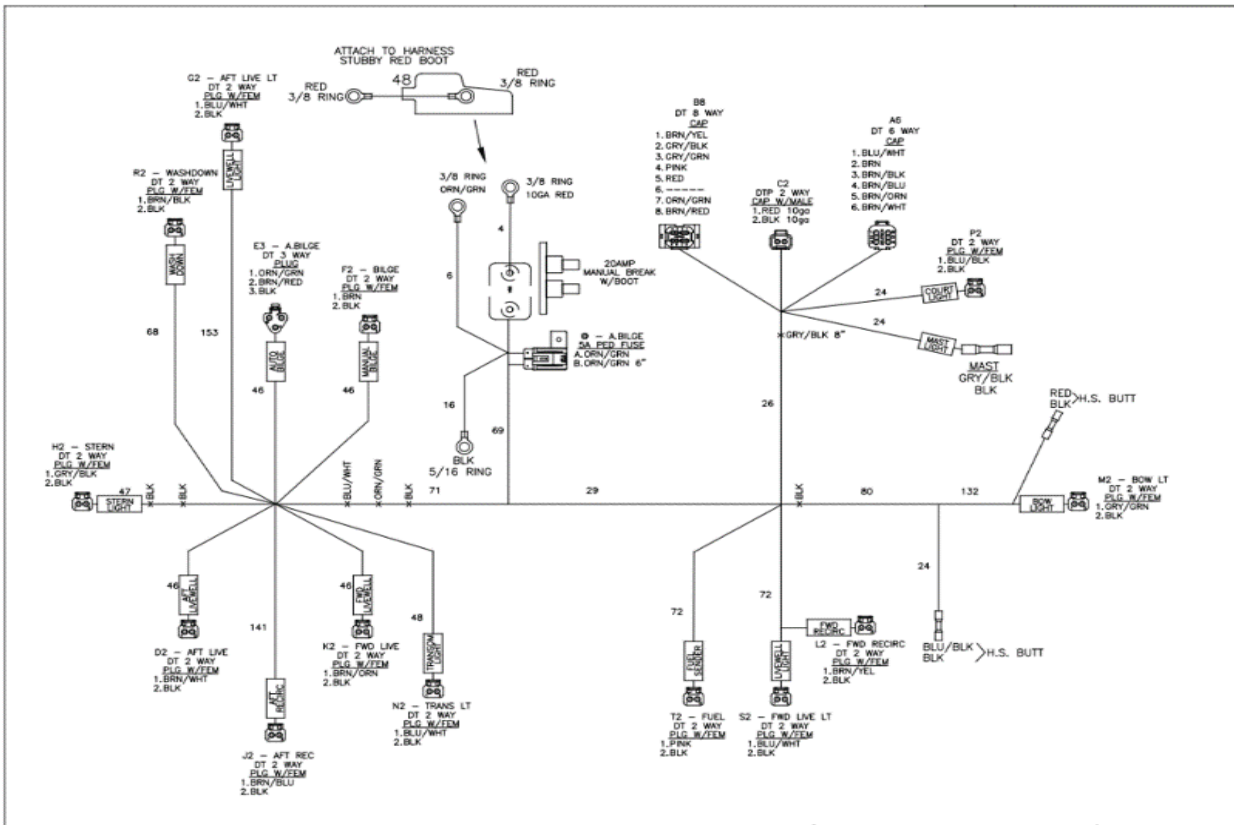 ATTACH TO HARNESS
STUBBY RED BOOT
48
RED
3/8 RING
RED
3/8 RING
G2 - AFT LIVE LT
DT 2 WAY
PLG W/FEM
1.BLU/WHT
2.BLK
LIVEWELL
LIGHT
R2 - WASHDOWN
DT 2 WAY
PLG W/FEM
1.BRN/BLK
2.BLK
WASH
DOWN
E3 - A.BILGE
DT 3 WAY
PLUG
1.ORN/GRN
2.BRN/RED
3.BLK
AUTO
BILGE
F2 - BILGE
DT 2 WAY
PLG W/FEM
1.BRN
2.BLK
MANUAL
BILGE
3/8 RING
ORN/GRN
3/8 RING
10GA RED
4
6
20AMP
MANUAL BREAK
W/BOOT
@ - A.BILGE
5A PED FUSE
A.ORN/GRN
B.ORN/GRN 6"
B8
DT 8 WAY
CAP
1.BRN/YEL
2.GRY/BLK
3.GRY/GRN
4.PINK
5.RED
6.------
7.ORN/GRN
8.BRN/RED
C2
DTP 2 WAY
CAP W/MALE
1.RED 10ga
2.BLK 10ga
A6
DT 6 WAY
CAP
1.BLU/WHT
2.BRN
3.BRN/BLK
4.BRN/BLU
5.BRN/ORN
6.BRN/WHT
P2
DT 2 WAY
PLG W/FEM
1.BLU/BLK
2.BLK
24
COURT
LIGHT
24
MAST
LIGHT
MAST
GRY/BLK
BLK
GRY/BLK 8"
68
153
46
46
16
69
BLK
5/16 RING
26
RED
BLK
H.S. BUTT
H2 - STERN
DT 2 WAY
PLG W/FEM
1.GRY/BLK
2.BLK
STERN
LIGHT
47
BLK
BLK
BLU/WHT
ORN/GRN
BLK
71
29
BLK
80
132
BOW
LIGHT
M2 - BOW LT
DT 2 WAY
PLG W/FEM
1.GRY/GRN
2.BLK
46
AFT
LIVEWELL
D2 - AFT LIVE
DT 2 WAY
PLG W/FEM
1.BRN/WHT
2.BLK
141
AFT
RECIRC
J2 - AFT REC
DT 2 WAY
PLG W/FEM
1.BRN/BLU
2.BLK
46
FWD
LIVEWELL
K2 - FWD LIVE
DT 2 WAY
PLG W/FEM
1.BRN/ORN
2.BLK
48
TRANSOM
LIGHT
N2 - TRANS LT
DT 2 WAY
PLG W/FEM
1.BLU/WHT
2.BLK
72
FUEL
SENDER
T2 - FUEL
DT 2 WAY
PLG W/FEM
1.PINK
2.BLK
72
LIVEWELL
LIGHT
S2 - FWD LIVE LT
DT 2 WAY
PLG W/FEM
1.BLU/WHT
2.BLK
FWD
RECIRC
L2 - FWD RECIRC
DT 2 WAY
PLG W/FEM
1.BRN/YEL
2.BLK
24
BLU/BLK
BLK
H.S. BUTT